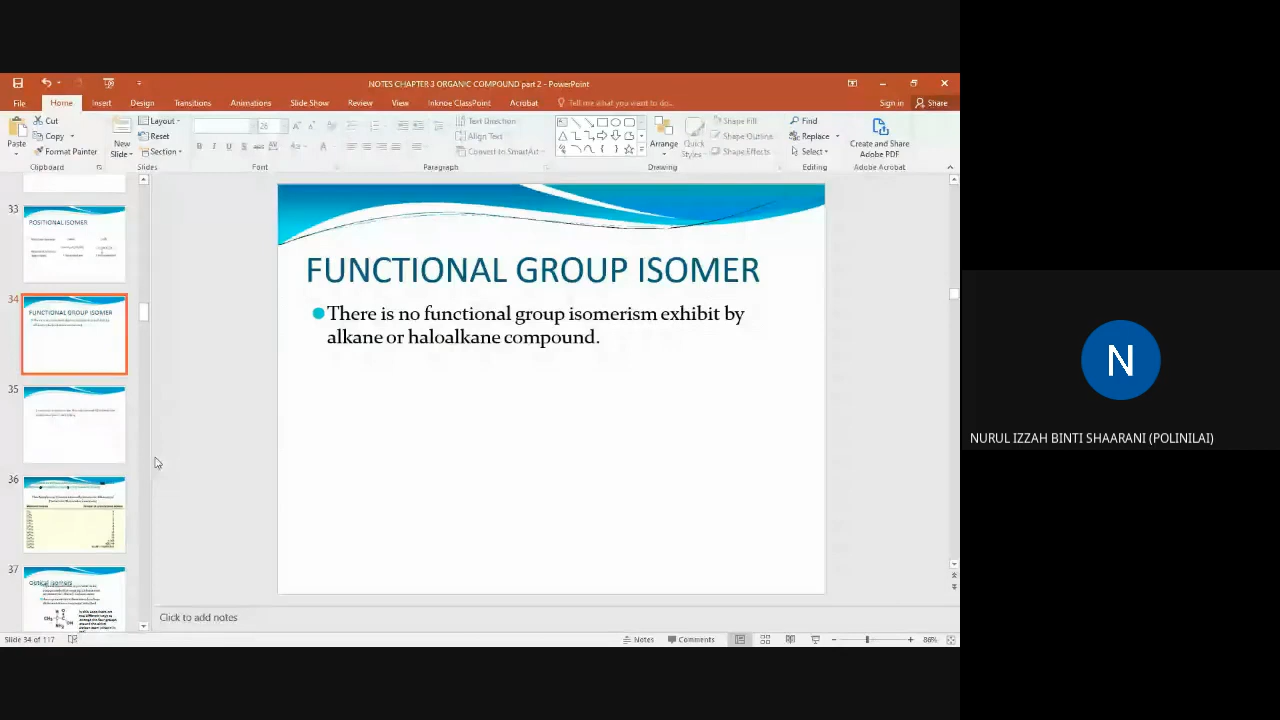 NOTES CHAPTER 3 ORGANIC COMPOUND part 2 - PowerPoint
File Home Insert Design Transitions Animations Slide Show Review View Inknoe ClassPoint Acrobat Tell me what you want to do... Sign in Share
Paste
Cut
Copy
Format Painter
Clipboard
New
Slide
Layout
Reset
Section
Slides
26
Font
Text Direction
Align Text
Convert to SmartArt
Paragraph
Arrange
Quick
Styles
Shape Fill
Shape Outline
Shape Effects
Drawing
Find
Replace
Select
Editing
Create and Share
Adobe PDF
Adobe Acrobat
33
POSITIONAL ISOMER
34
FUNCTIONAL GROUP ISOMER
35
36
37
Optical isomers
FUNCTIONAL GROUP ISOMER
There is no functional group isomerism exhibit by
alkane or haloalkane compound.
Click to add notes
Slide 34 of 117
Notes
Comments
86%
N
NURUL IZZAH BINTI SHAARANI (POLINILAI)